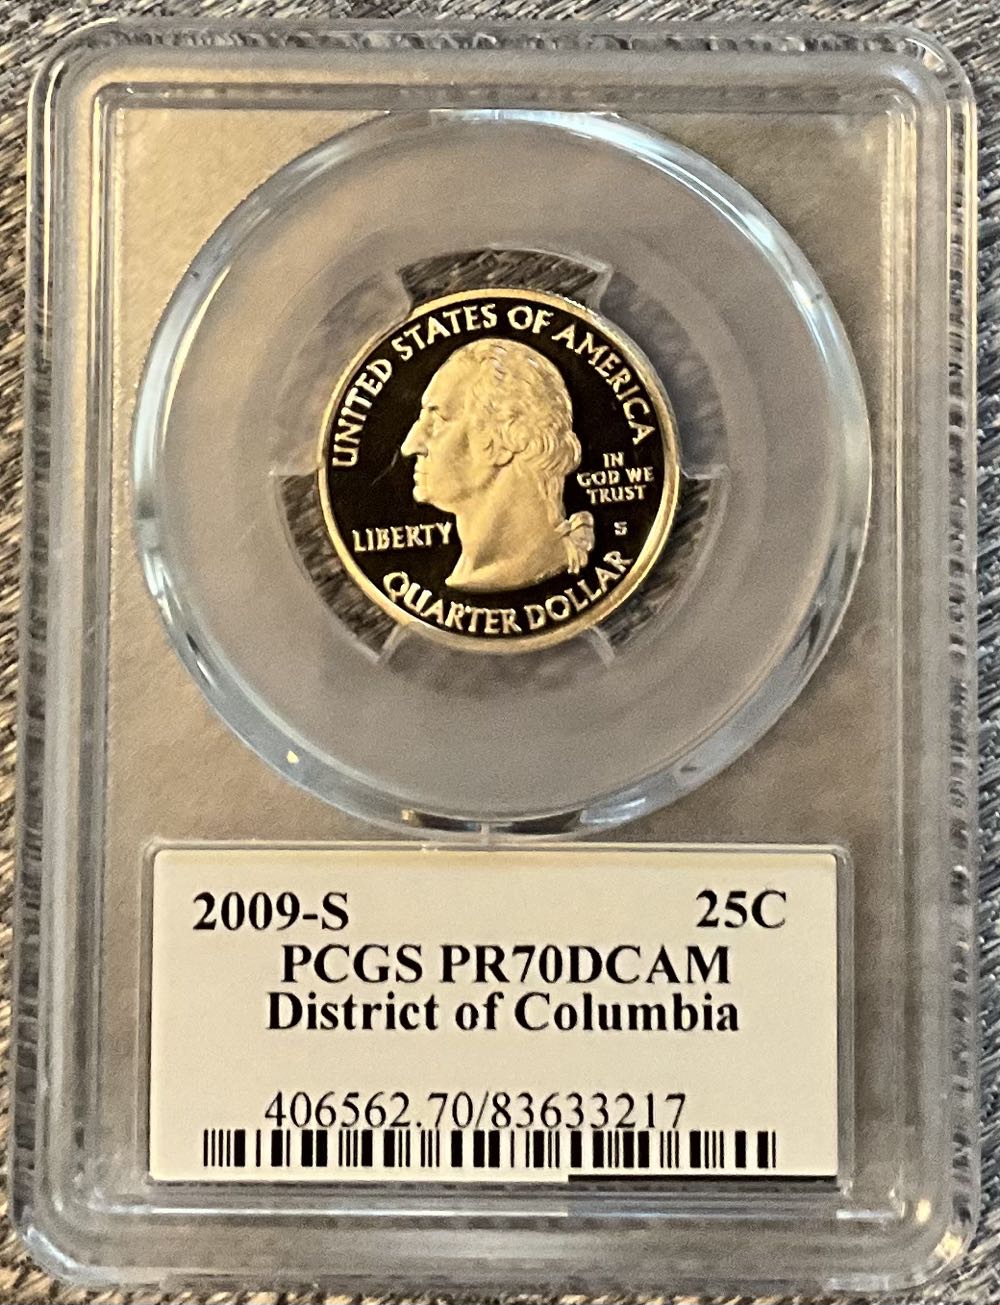 UNITED STATES OF AMERICA
IN
GOD WE
TRUST
LIBERTY
S
QUARTER DOLLAR
2009-S 25C
PCGS PR70DCAM
District of Columbia
406562.70/83633217